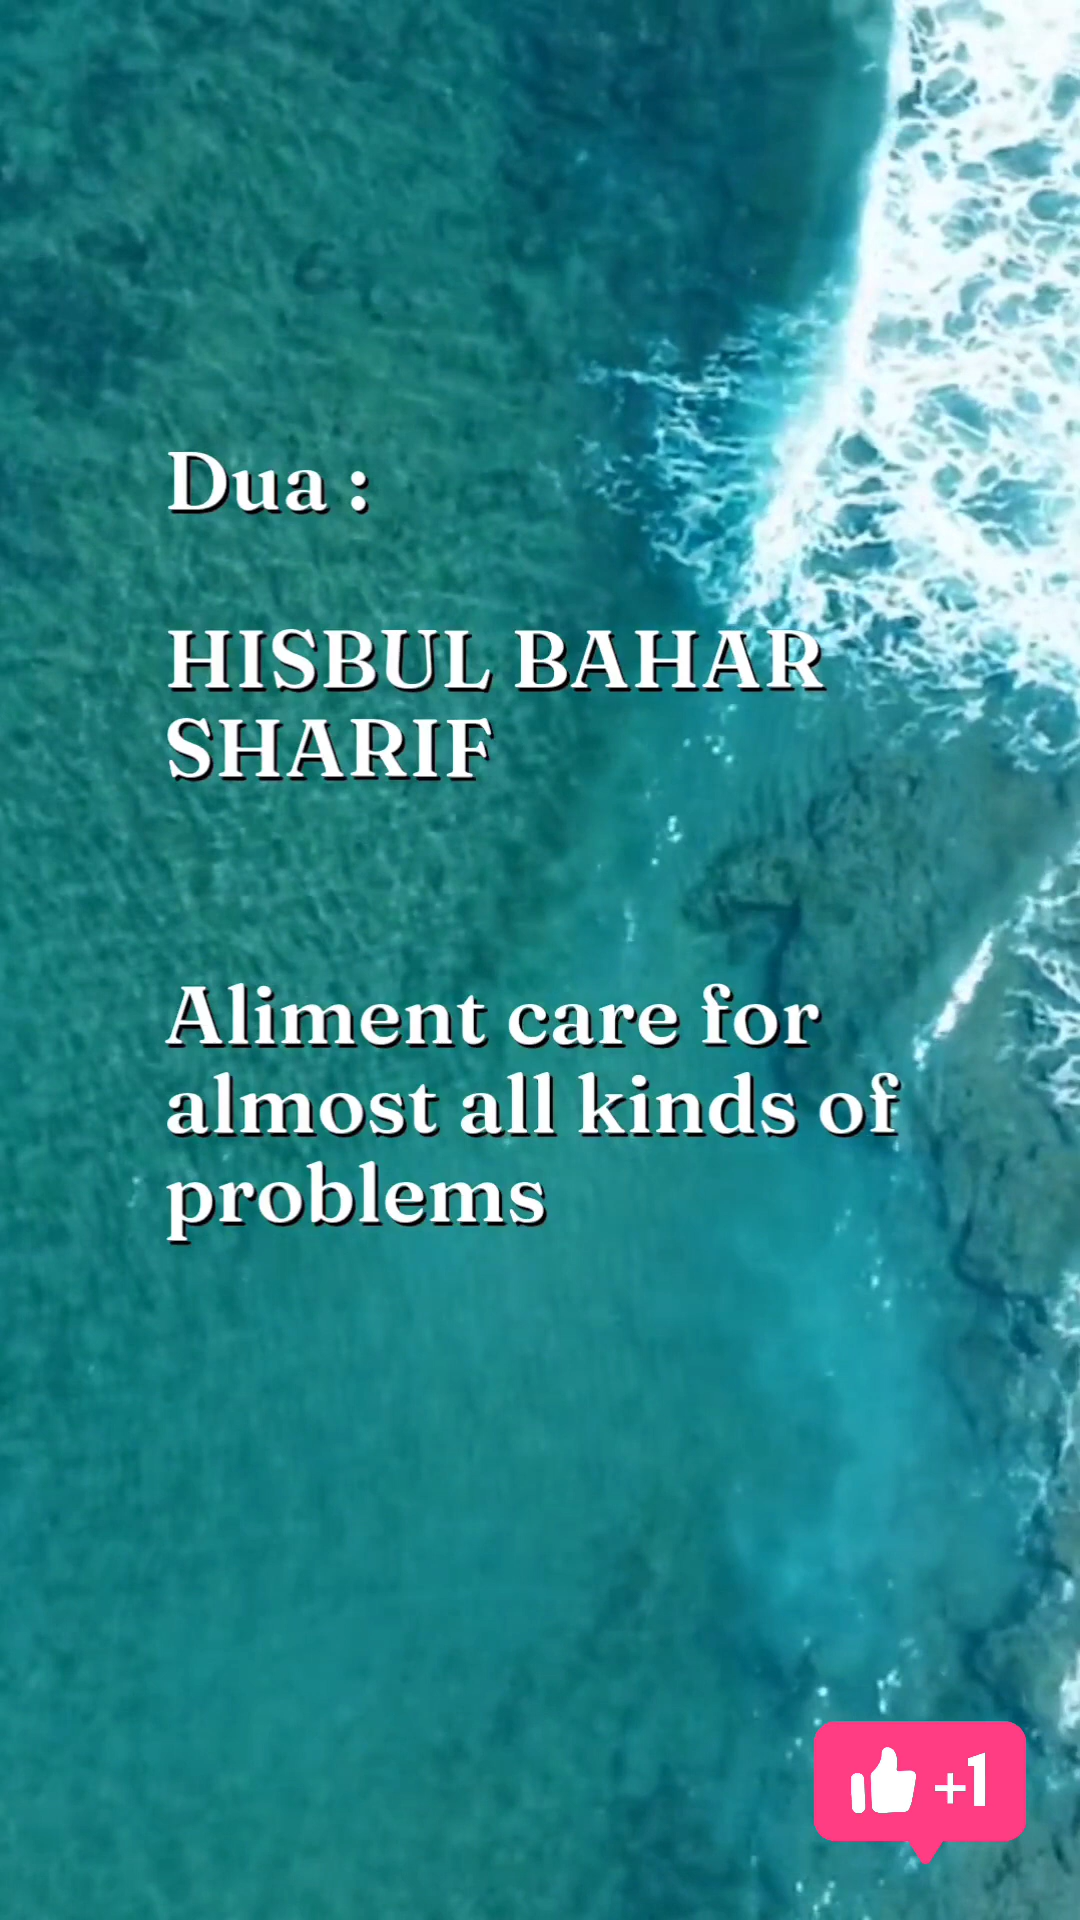 Dua :
HISBUL BAHAR
SHARIF
Aliment care for
almost all kinds of
problems
+1